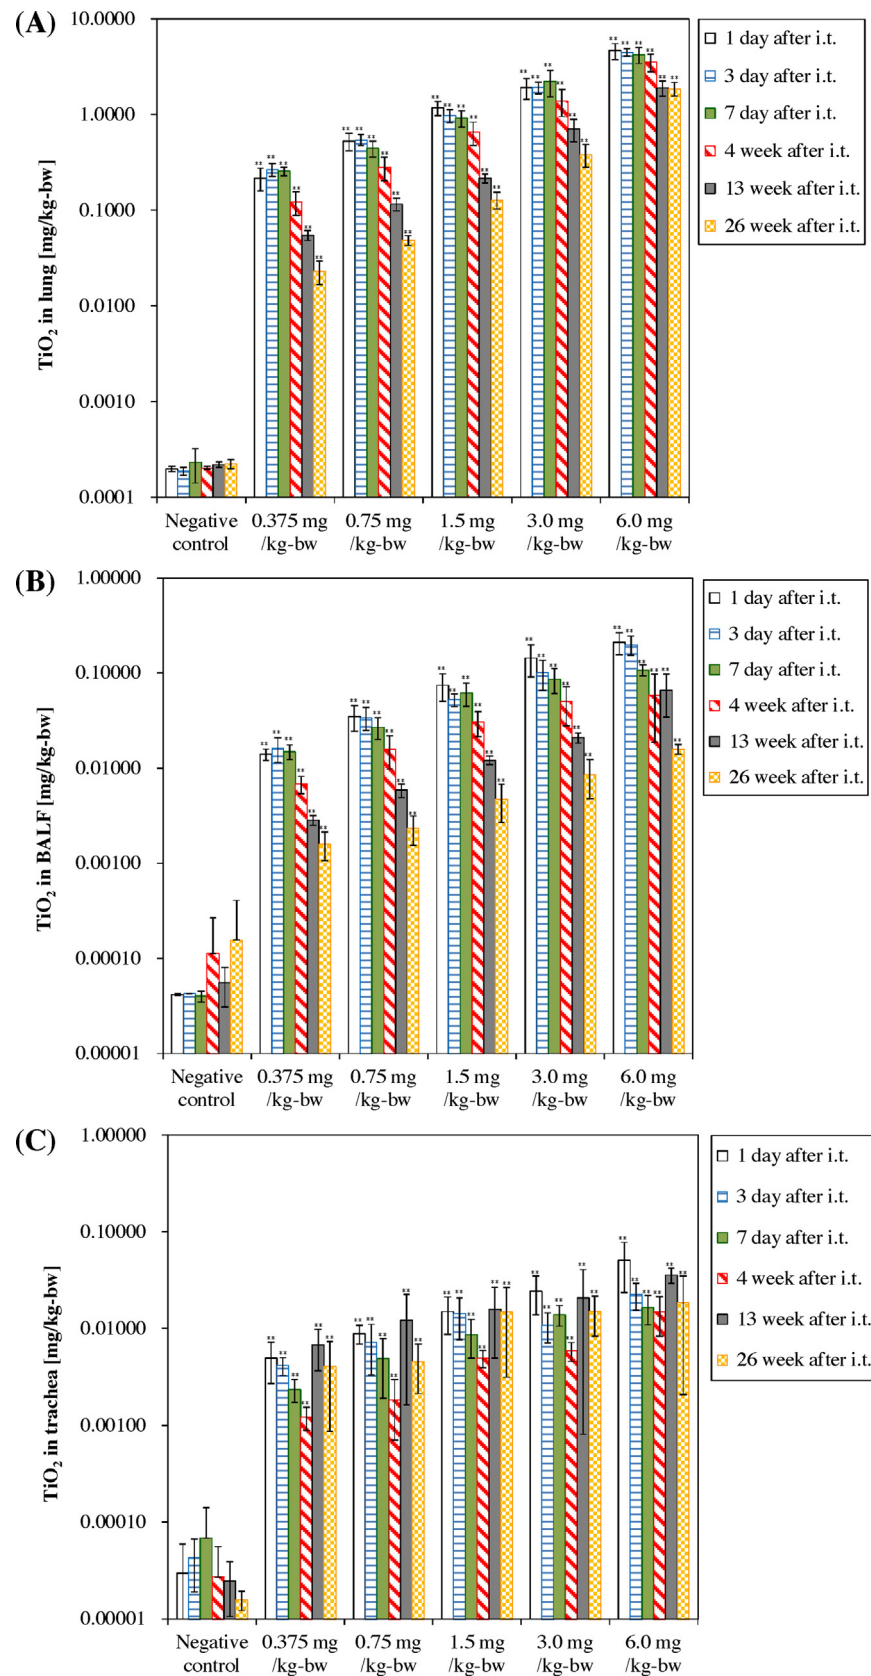 (A)
10.0000
1.0000
0.1000
0.0100
0.0010
0.0001
TiO2 in lung [mg/kg-bw]
Negative control
0.375 mg /kg-bw
0.75 mg /kg-bw
1.5 mg /kg-bw
3.0 mg /kg-bw
6.0 mg /kg-bw
1 day after i.t.
3 day after i.t.
7 day after i.t.
4 week after i.t.
13 week after i.t.
26 week after i.t.
(B)
1.00000
0.10000
0.01000
0.00100
0.00010
0.00001
TiO2 in BALF [mg/kg-bw]
Negative control
0.375 mg /kg-bw
0.75 mg /kg-bw
1.5 mg /kg-bw
3.0 mg /kg-bw
6.0 mg /kg-bw
1 day after i.t.
3 day after i.t.
7 day after i.t.
4 week after i.t.
13 week after i.t.
26 week after i.t.
(C)
1.00000
0.10000
0.01000
0.00100
0.00010
0.00001
TiO2 in trachea [mg/kg-bw]
Negative control
0.375 mg /kg-bw
0.75 mg /kg-bw
1.5 mg /kg-bw
3.0 mg /kg-bw
6.0 mg /kg-bw
1 day after i.t.
3 day after i.t.
7 day after i.t.
4 week after i.t.
13 week after i.t.
26 week after i.t.